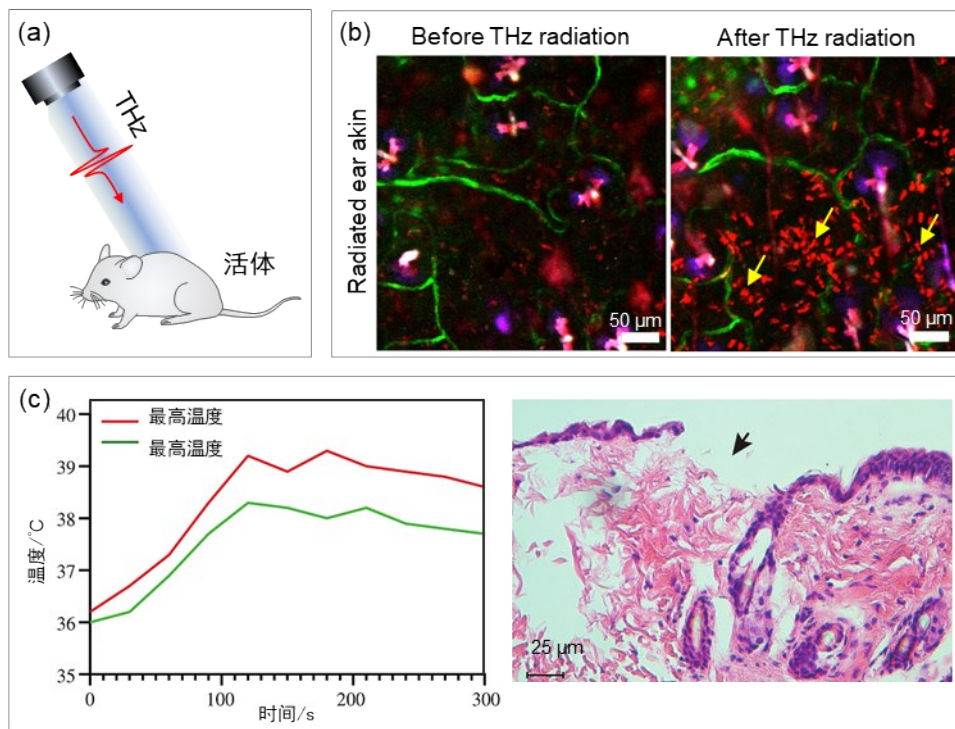 (a)
THz
活体
(b)
Before THz radiation
After THz radiation
Radiated ear akin
50 μm
50 μm
(c)
最高温度
最高温度
温度/°C
40
39
38
37
36
35
0
100
200
300
时间/s
25 μm